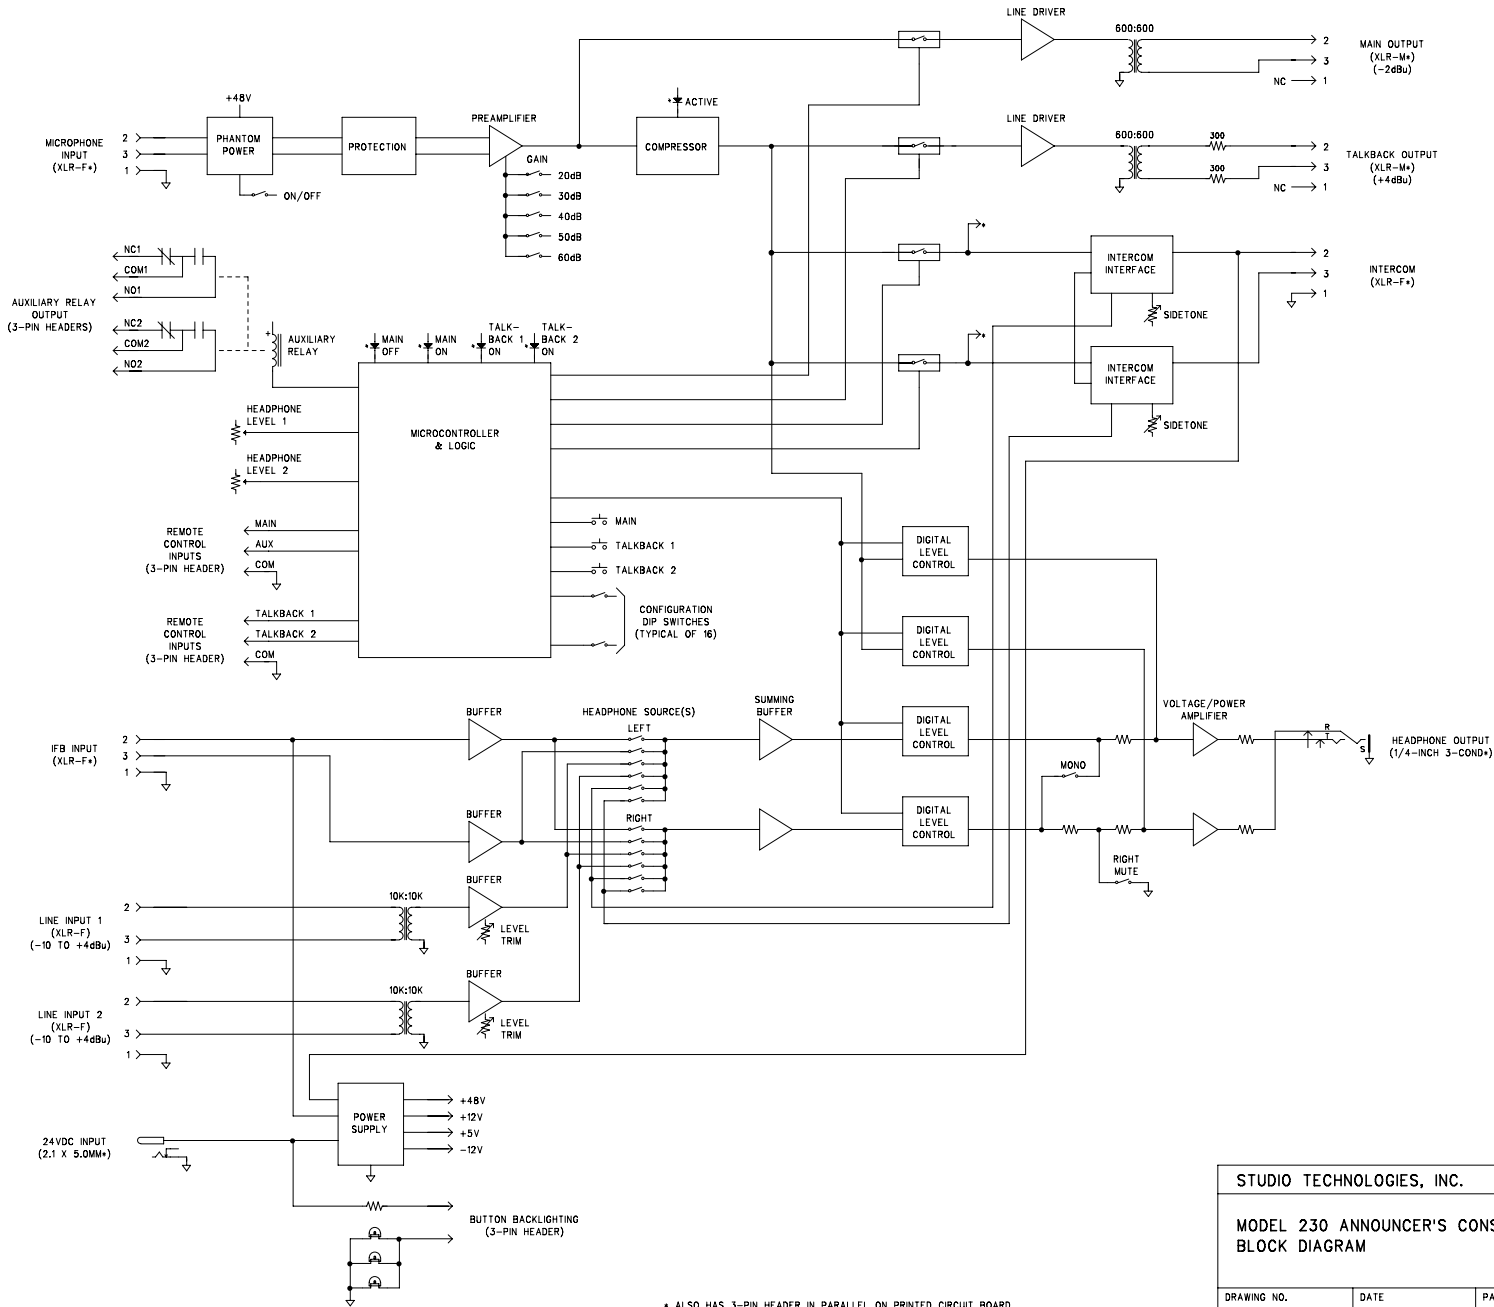 LINE DRIVER
600:600
2
3
NC
1
MAIN OUTPUT
(XLR-M*)
(-2dBu)
+48V
* ACTIVE
MICROPHONE
INPUT
(XLR-F*)
2
3
1
PHANTOM
POWER
ON/OFF
PROTECTION
PREAMPLIFIER
GAIN
20dB
30dB
40dB
50dB
60dB
COMPRESSOR
LINE DRIVER
600:600
300
300
2
3
NC
1
TALKBACK OUTPUT
(XLR-M*)
(+4dBu)
*
INTERCOM
INTERFACE
SIDETONE
2
3
1
INTERCOM
(XLR-F*)
*
INTERCOM
INTERFACE
SIDETONE
AUXILIARY RELAY
OUTPUT
(3-PIN HEADERS)
NC1
COM1
NO1
NC2
COM2
NO2
+
AUXILIARY
RELAY
* MAIN
OFF
* MAIN
ON
* TALK-
BACK 1
ON
* TALK-
BACK 2
ON
HEADPHONE
LEVEL 1
HEADPHONE
LEVEL 2
MICROCONTROLLER
& LOGIC
REMOTE
CONTROL
INPUTS
(3-PIN HEADER)
MAIN
AUX
COM
REMOTE
CONTROL
INPUTS
(3-PIN HEADER)
TALKBACK 1
TALKBACK 2
COM
MAIN
TALKBACK 1
TALKBACK 2
CONFIGURATION
DIP SWITCHES
(TYPICAL OF 16)
DIGITAL
LEVEL
CONTROL
DIGITAL
LEVEL
CONTROL
DIGITAL
LEVEL
CONTROL
DIGITAL
LEVEL
CONTROL
IFB INPUT
(XLR-F*)
2
3
1
BUFFER
BUFFER
HEADPHONE SOURCE(S)
LEFT
RIGHT
SUMMING
BUFFER
MONO
RIGHT
MUTE
VOLTAGE/POWER
AMPLIFIER
R
T
S
HEADPHONE OUTPUT
(1/4-INCH 3-COND*)
LINE INPUT 1
(XLR-F)
(-10 TO +4dBu)
2
3
1
10K:10K
BUFFER
LEVEL
TRIM
LINE INPUT 2
(XLR-F)
(-10 TO +4dBu)
2
3
1
10K:10K
BUFFER
LEVEL
TRIM
24VDC INPUT
(2.1 X 5.0MM*)
POWER
SUPPLY
+48V
+12V
+5V
-12V
BUTTON BACKLIGHTING
(3-PIN HEADER)
* ALSO HAS 3-PIN HEADER IN PARALLEL ON PRINTED CIRCUIT BOARD
STUDIO TECHNOLOGIES, INC.
MODEL 230 ANNOUNCER'S CONS
BLOCK DIAGRAM
DRAWING NO.
DATE
PA